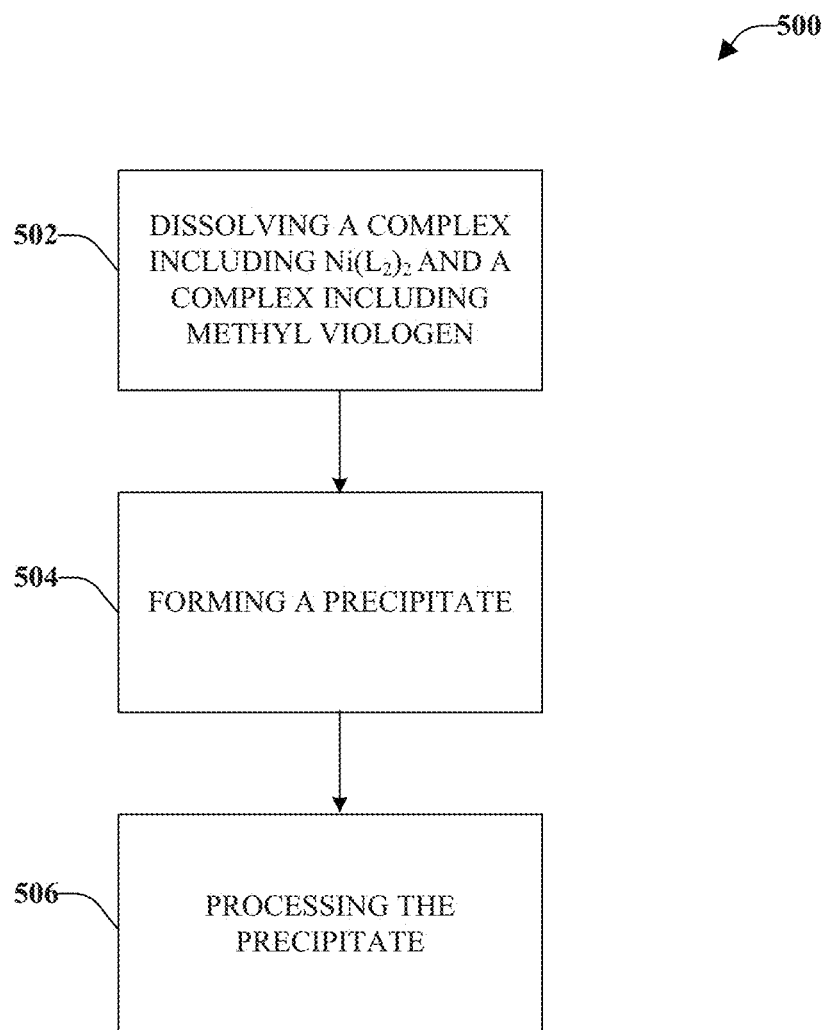 500
502
DISSOLVING A COMPLEX
INCLUDING Ni(L₂)₂ AND A
COMPLEX INCLUDING
METHYL VIOLOGEN
504
FORMING A PRECIPITATE
506
PROCESSING THE
PRECIPITATE